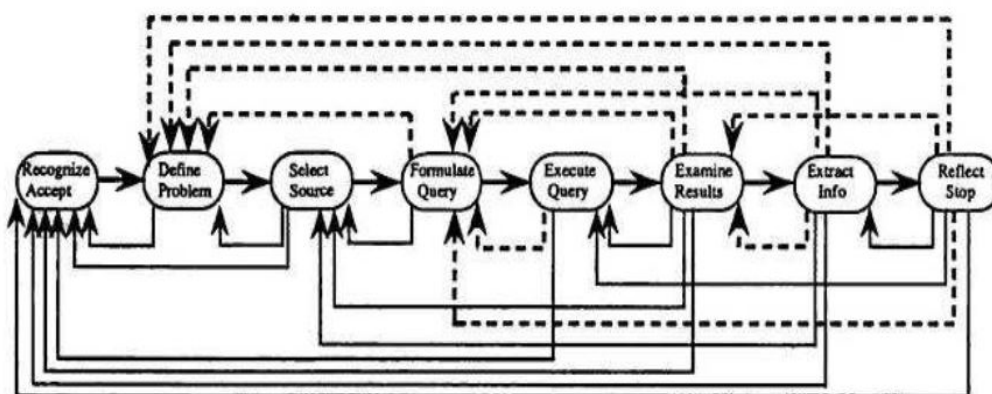 Recognize
Accept
Define
Problem
Select
Source
Formulate
Query
Execute
Query
Examine
Results
Extract
Info
Reflect
Stop